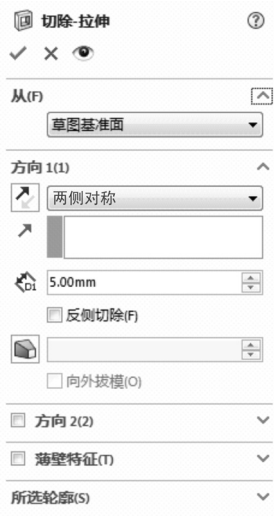 切除-拉伸
从(F)
草图基准面
方向 1(1)
两侧对称
D1 5.00mm
反侧切除(F)
向外拔模(O)
方向 2(2)
薄壁特征(T)
所选轮廓(S)